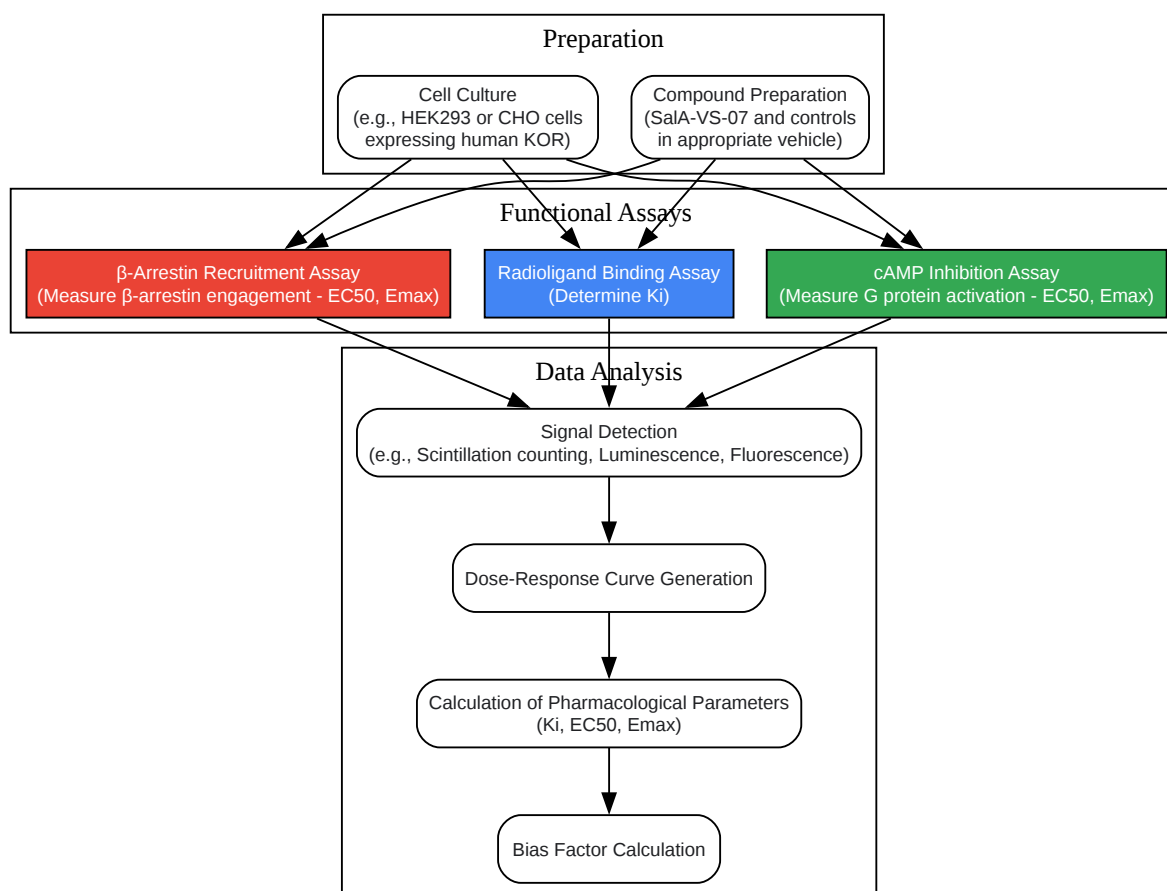 Preparation
Cell Culture
(e.g., HEK293 or CHO cells
expressing human KOR)
Compound Preparation
(SalA-VS-07 and controls
in appropriate vehicle)
Functional Assays
β-Arrestin Recruitment Assay
(Measure β-arrestin engagement - EC50, Emax)
Radioligand Binding Assay
(Determine Ki)
cAMP Inhibition Assay
(Measure G protein activation - EC50, Emax)
Data Analysis
Signal Detection
(e.g., Scintillation counting, Luminescence, Fluorescence)
Dose-Response Curve Generation
Calculation of Pharmacological Parameters
(Ki, EC50, Emax)
Bias Factor Calculation